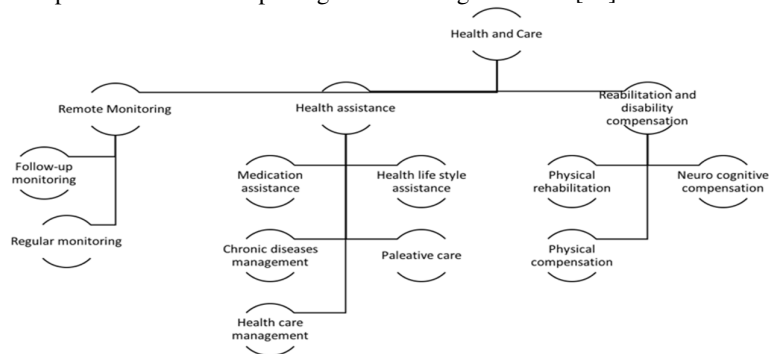 Health and Care
Remote Monitoring
Health assistance
Reabilitation and
disability
compensation
Follow-up
monitoring
Regular monitoring
Medication
assistance
Health life style
assistance
Chronic diseases
management
Paleative care
Health care
management
Physical
rehabilitation
Neuro cognitive
compensation
Physical
compensation